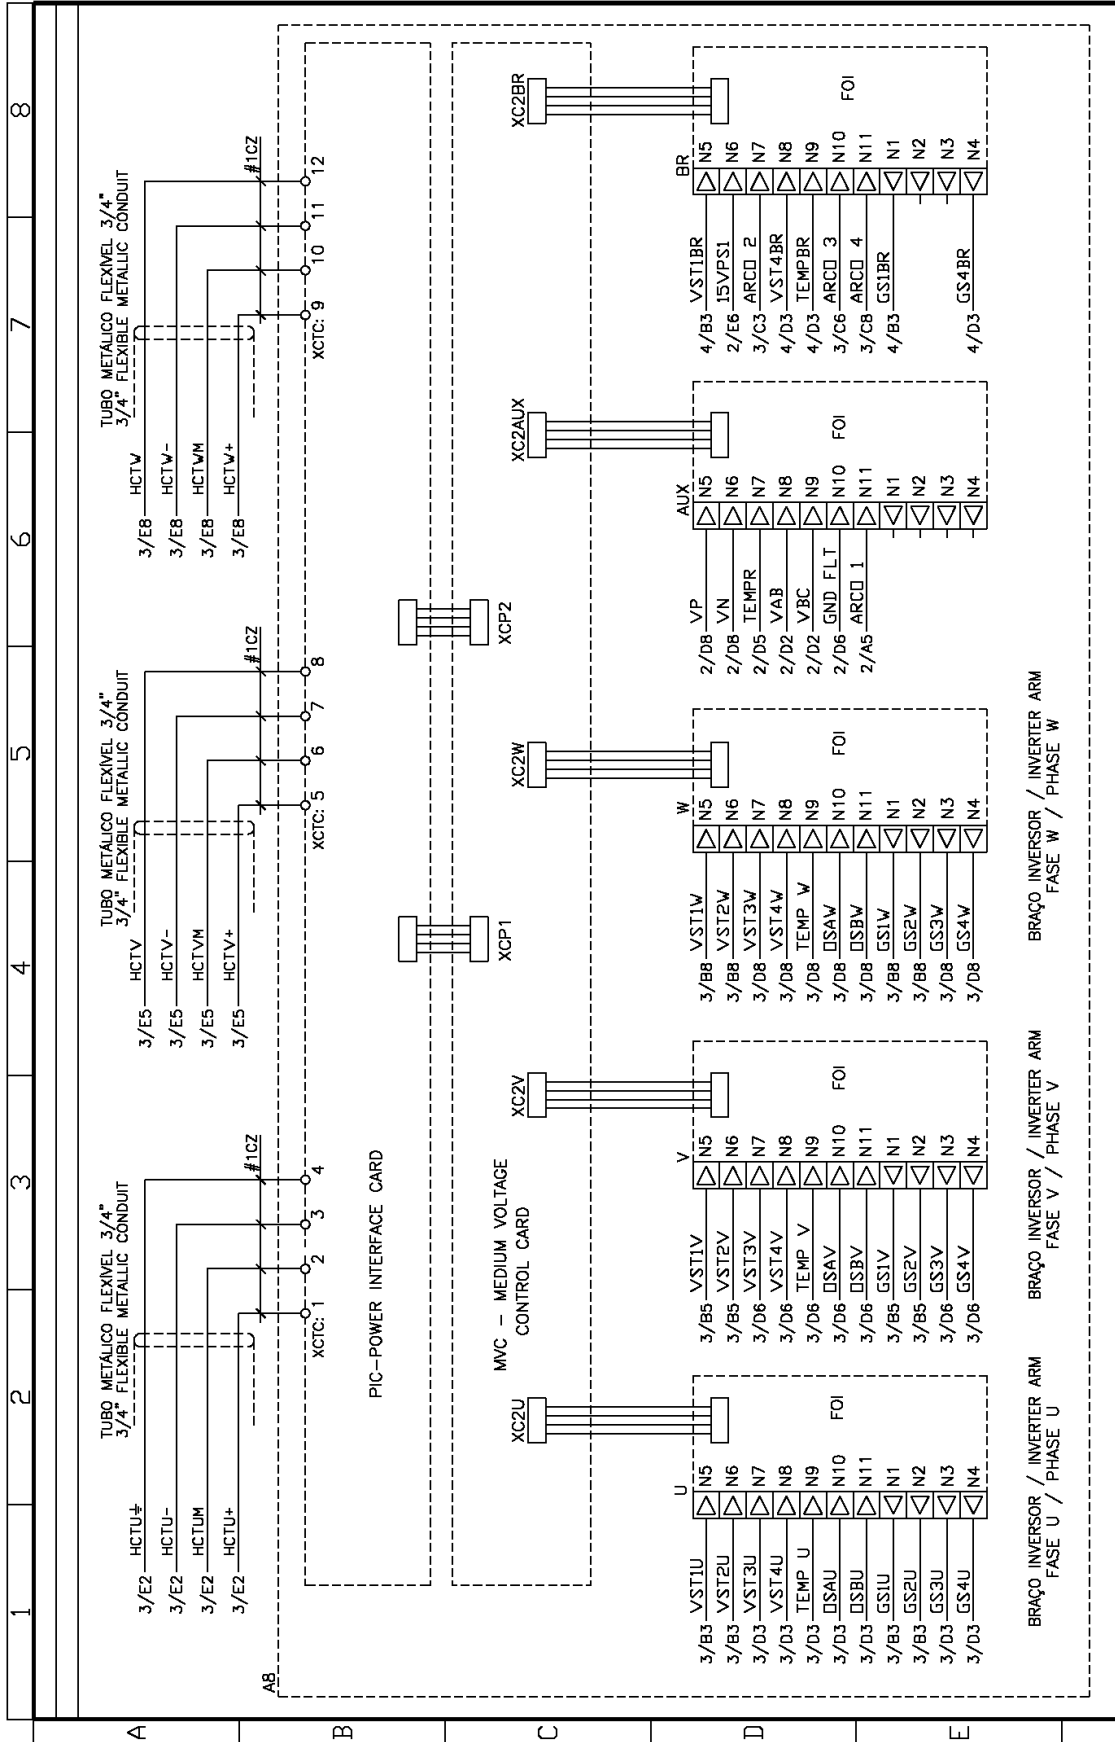 1 2 3 4 5 6 7 8
A
B
C
D
E
TUBO METÁLICO FLEXÍVEL 3/4"
3/4" FLEXIBLE METALLIC CONDUIT
3/E2 HCTU⏚
3/E2 HCTU-
3/E2 HCTUM
3/E2 HCTU+
#1CZ
XCTC: 1 2 3 4
TUBO METÁLICO FLEXÍVEL 3/4"
3/4" FLEXIBLE METALLIC CONDUIT
3/E5 HCTV
3/E5 HCTV-
3/E5 HCTVM
3/E5 HCTV+
#1CZ
XCTC: 5 6 7 8
TUBO METÁLICO FLEXÍVEL 3/4"
3/4" FLEXIBLE METALLIC CONDUIT
3/E8 HCTW
3/E8 HCTW-
3/E8 HCTWM
3/E8 HCTW+
#1CZ
XCTC: 9 10 11 12
A8
PIC-POWER INTERFACE CARD
MVC - MEDIUM VOLTAGE
CONTROL CARD
XCP1
XCP2
XC2U
XC2V
XC2W
XC2AUX
XC2BR
U
3/B3 VST1U N5
3/B3 VST2U N6
3/D3 VST3U N7
3/D3 VST4U N8
3/D3 TEMP U N9
3/D3 OSAU N10
3/D3 OSBU N11
3/B3 GS1U N1
3/B3 GS2U N2
3/D3 GS3U N3
3/D3 GS4U N4
FOI
BRAÇO INVERSOR / INVERTER ARM
FASE U / PHASE U
V
3/B5 VST1V N5
3/B5 VST2V N6
3/D6 VST3V N7
3/D6 VST4V N8
3/D6 TEMP V N9
3/D6 OSAV N10
3/D6 OSBV N11
3/B5 GS1V N1
3/B5 GS2V N2
3/D6 GS3V N3
3/D6 GS4V N4
FOI
BRAÇO INVERSOR / INVERTER ARM
FASE V / PHASE V
W
3/B8 VST1W N5
3/B8 VST2W N6
3/D8 VST3W N7
3/D8 VST4W N8
3/D8 TEMP W N9
3/D8 OSAW N10
3/D8 OSBW N11
3/B8 GS1W N1
3/B8 GS2W N2
3/D8 GS3W N3
3/D8 GS4W N4
FOI
BRAÇO INVERSOR / INVERTER ARM
FASE W / PHASE W
AUX
2/D8 VP N5
2/D8 VN N6
2/D5 TEMPR N7
2/D2 VAB N8
2/D2 VBC N9
2/D6 GND FLT N10
2/A5 ARCO 1 N11
N1
N2
N3
N4
FOI
BR
4/B3 VST1BR N5
2/E6 15VPS1 N6
3/C3 ARCO 2 N7
4/D3 VST4BR N8
4/D3 TEMPBR N9
3/C6 ARCO 3 N10
3/C8 ARCO 4 N11
4/B3 GS1BR N1
N2
N3
4/D3 GS4BR N4
FOI